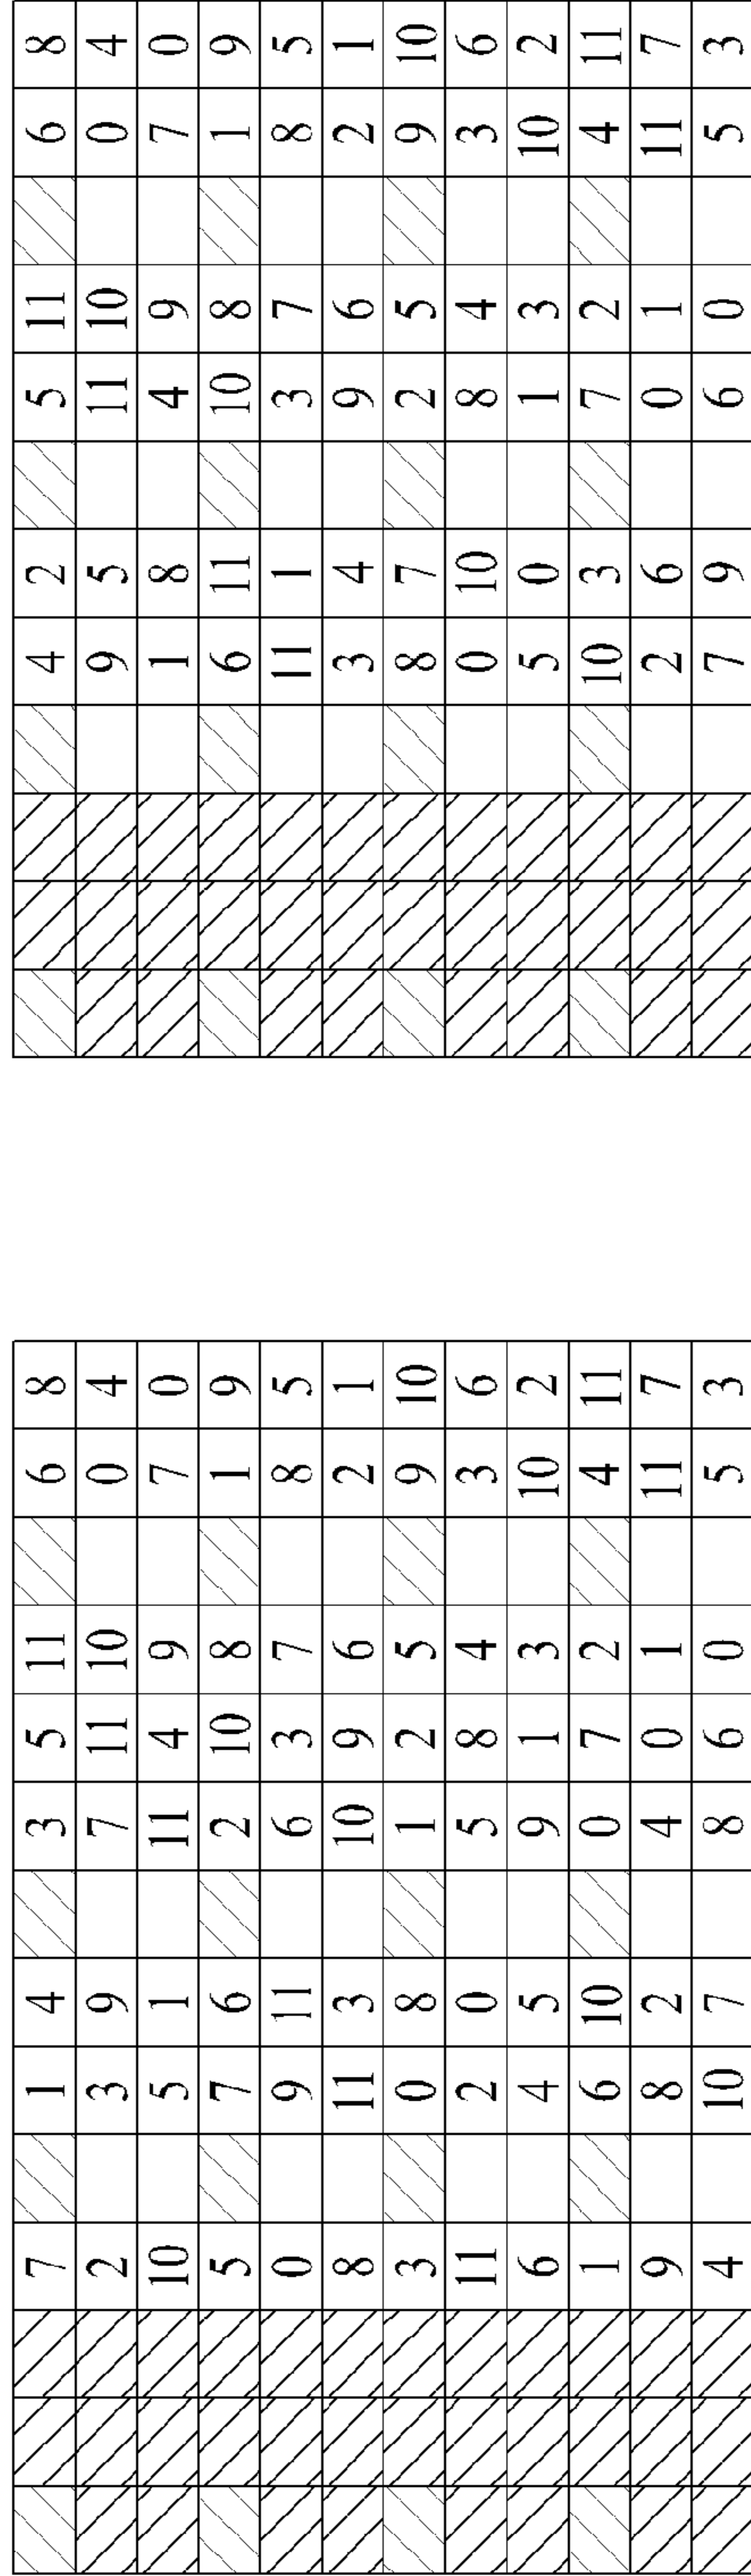 7 1 4 3 5 11 6 8
2 3 9 7 11 10 0 4
10 5 1 11 4 9 7 0
5 7 6 2 10 8 1 9
0 9 11 6 3 7 8 5
8 11 3 10 9 6 2 1
3 0 8 1 2 5 9 10
11 2 0 5 8 4 3 6
6 4 5 9 1 3 10 2
1 6 10 0 7 2 4 11
9 8 2 4 0 1 11 7
4 10 7 8 6 0 5 3
4 2 5 11 6 8
9 5 11 10 0 4
1 8 4 9 7 0
6 11 10 8 1 9
11 1 3 7 8 5
3 4 9 6 2 1
8 7 2 5 9 10
0 10 8 4 3 6
5 0 1 3 10 2
10 3 7 2 4 11
2 6 0 1 11 7
7 9 6 0 5 3